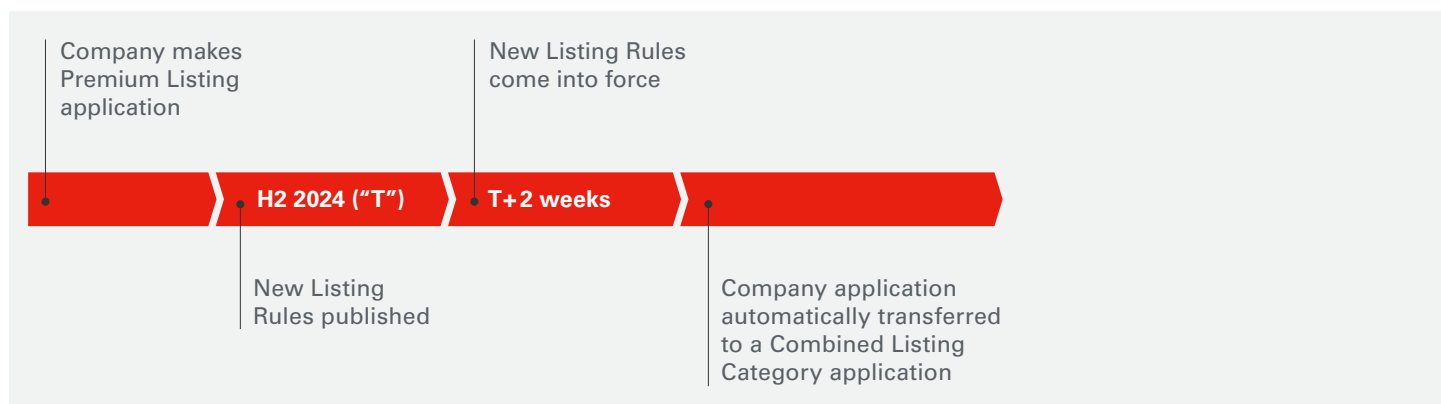 Company makes
Premium Listing
application
New Listing Rules
come into force
H2 2024 (“T”)
T+2 weeks
New Listing
Rules published
Company application
automatically transferred
to a Combined Listing
Category application